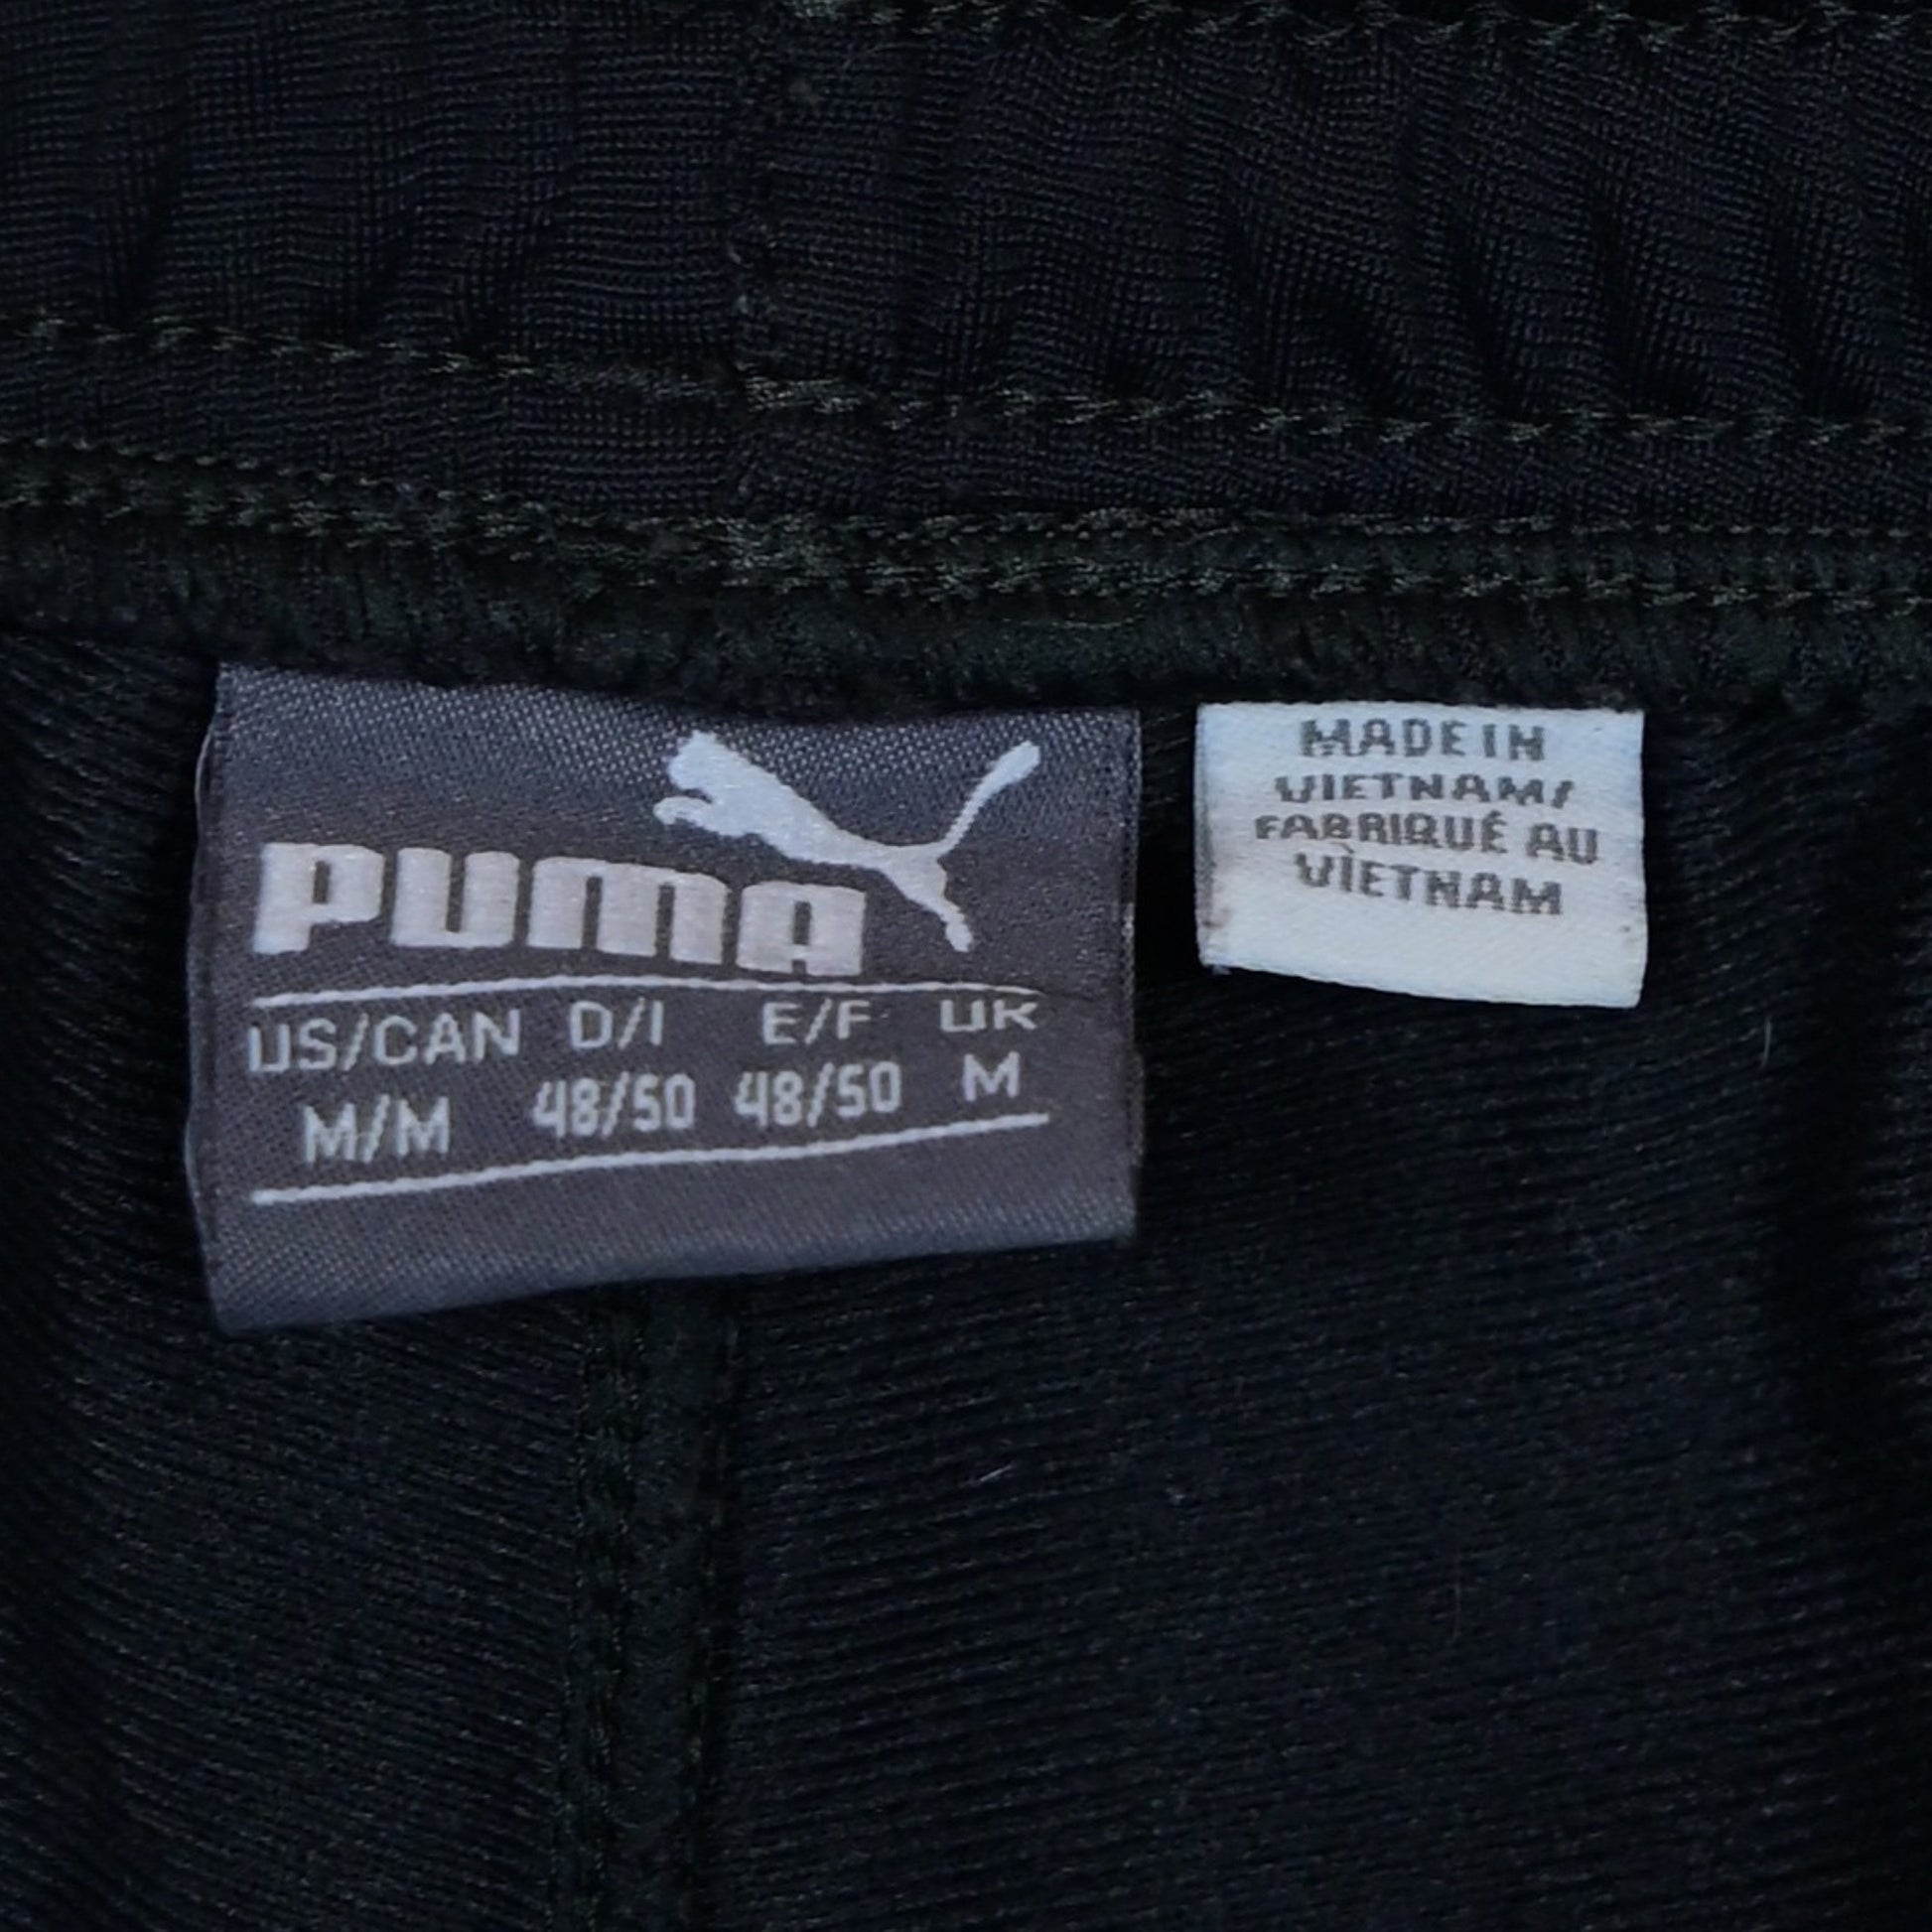 PUMA
US/CAN D/I E/F UK
M/M 48/50 48/50 M
MADE IN
VIETNAM/
FABRIQUÉ AU
VIETNAM